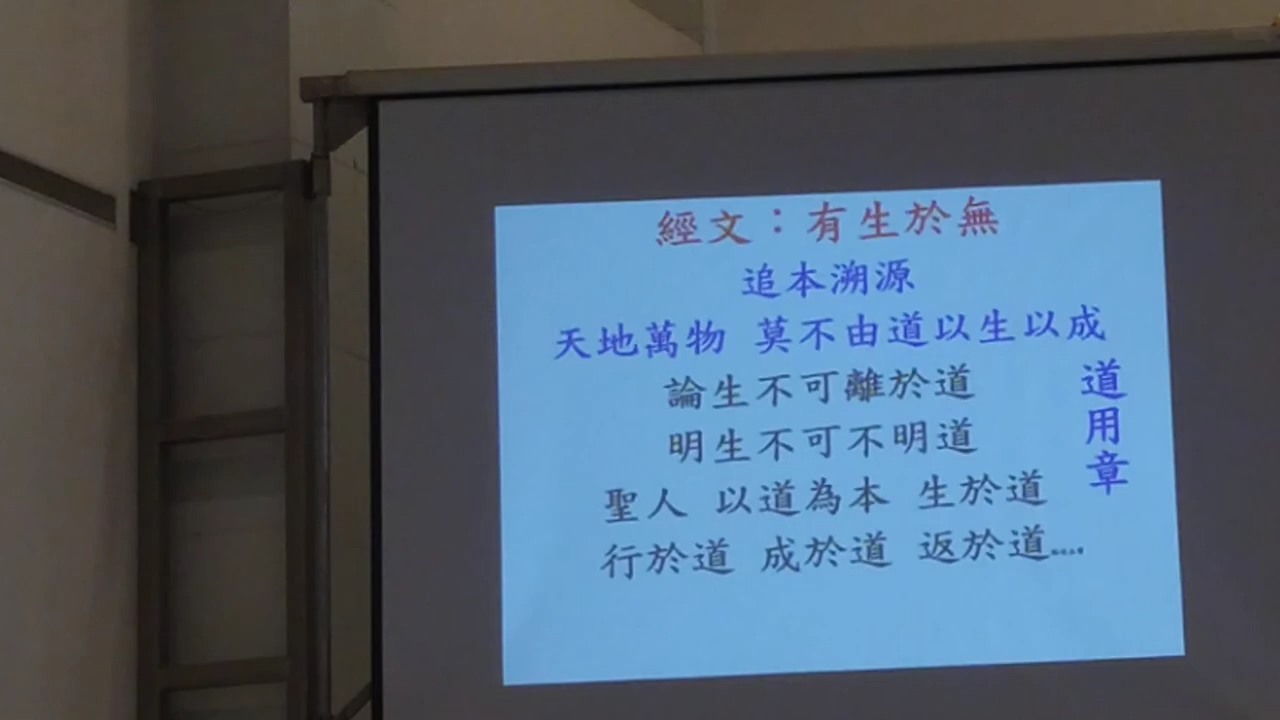 經文：有生於無
追本溯源
天地萬物 莫不由道以生以成
論生不可離於道
明生不可不明道
聖人 以道為本 生於道
行於道 成於道 返於道
道用章